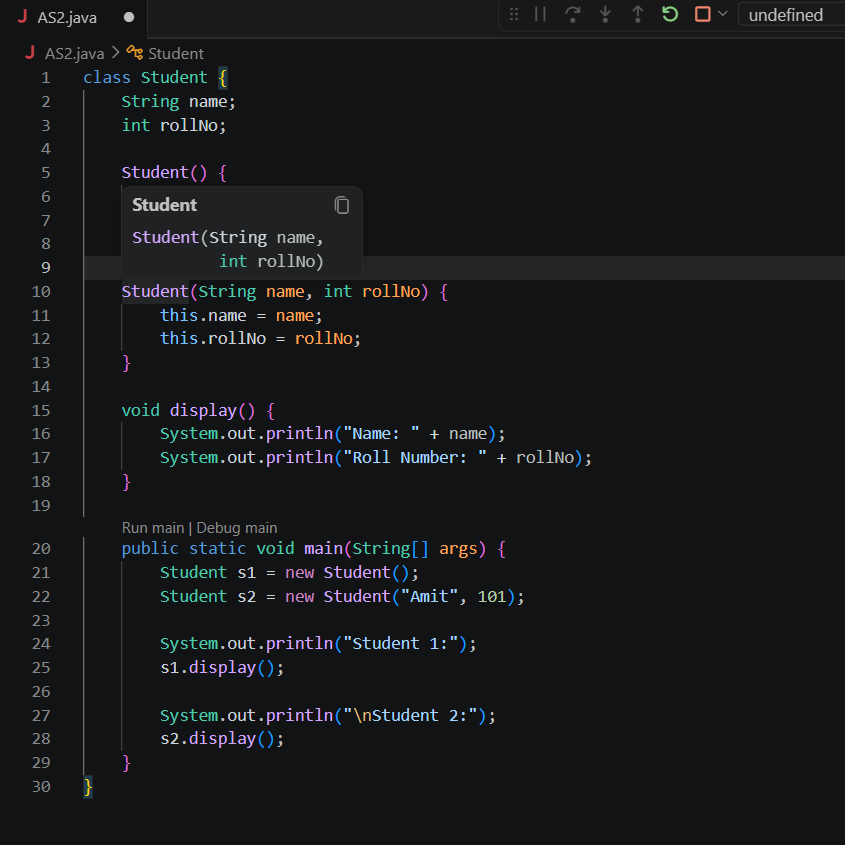 AS2.java
undefined
AS2.java > Student
1 class Student {
2     String name;
3     int rollNo;
4
5     Student() {
6
7
8
9
Student
Student(String name,
         int rollNo)
10     Student(String name, int rollNo) {
11         this.name = name;
12         this.rollNo = rollNo;
13     }
14
15     void display() {
16         System.out.println("Name: " + name);
17         System.out.println("Roll Number: " + rollNo);
18     }
19
Run main | Debug main
20     public static void main(String[] args) {
21         Student s1 = new Student();
22         Student s2 = new Student("Amit", 101);
23
24         System.out.println("Student 1:");
25         s1.display();
26
27         System.out.println("\nStudent 2:");
28         s2.display();
29     }
30 }